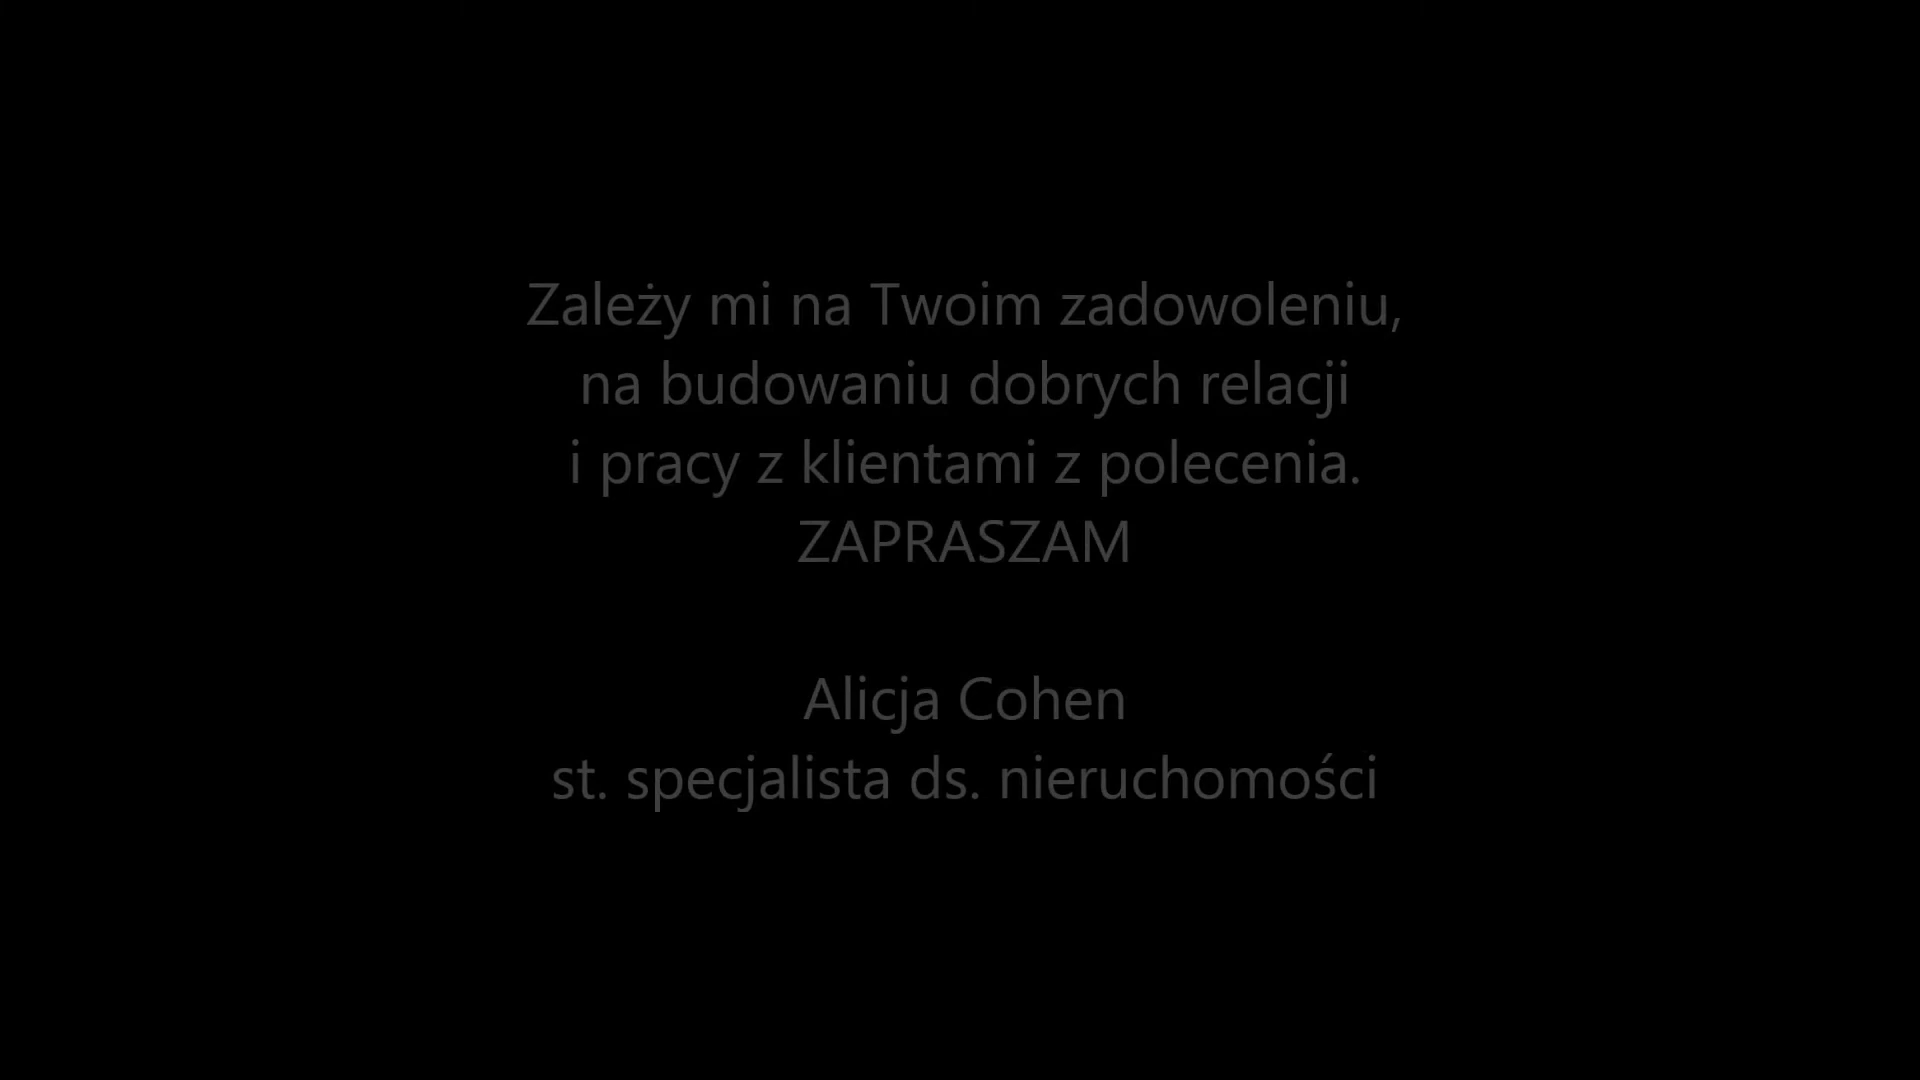 Zależy mi na Twoim zadowoleniu,
na budowaniu dobrych relacji
i pracy z klientami z polecenia.
ZAPRASZAM
Alicja Cohen
st. specjalista ds. nieruchomości